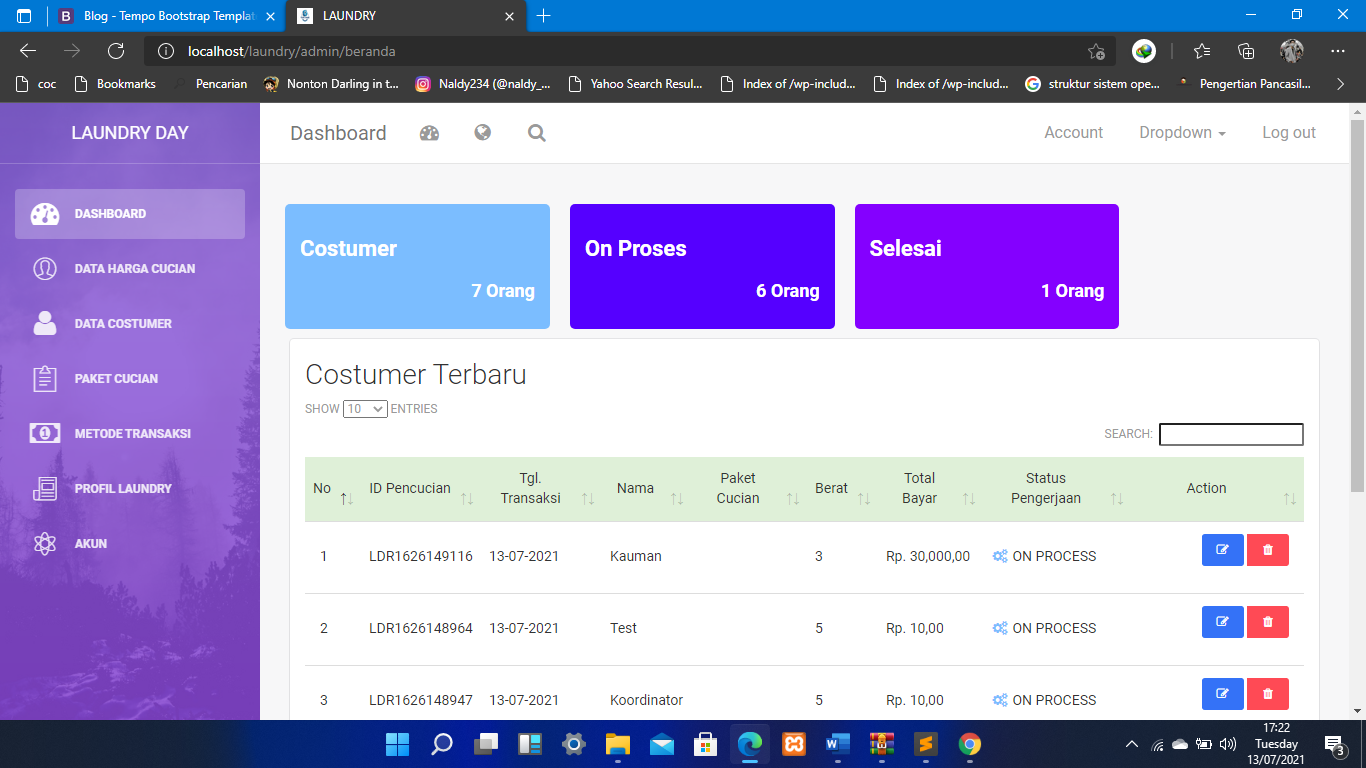 Blog - Tempo Bootstrap Templat
LAUNDRY
localhost/laundry/admin/beranda
coc
Bookmarks
Pencarian
Nonton Darling in t...
Naldy234 (@naldy_...
Yahoo Search Resul...
Index of /wp-includ...
Index of /wp-includ...
struktur sistem ope...
Pengertian Pancasil...
LAUNDRY DAY
Dashboard
Account
Dropdown
Log out
DASHBOARD
DATA HARGA CUCIAN
DATA COSTUMER
PAKET CUCIAN
METODE TRANSAKSI
PROFIL LAUNDRY
AKUN
Costumer
7 Orang
On Proses
6 Orang
Selesai
1 Orang
Costumer Terbaru
SHOW 10 ENTRIES
SEARCH:
No ID Pencucian Tgl. Transaksi Nama Paket Cucian Berat Total Bayar Status Pengerjaan Action
1 LDR1626149116 13-07-2021 Kauman 3 Rp. 30,000,00 ON PROCESS
2 LDR1626148964 13-07-2021 Test 5 Rp. 10,00 ON PROCESS
3 LDR1626148947 13-07-2021 Koordinator 5 Rp. 10,00 ON PROCESS
17:22
Tuesday
13/07/2021
3